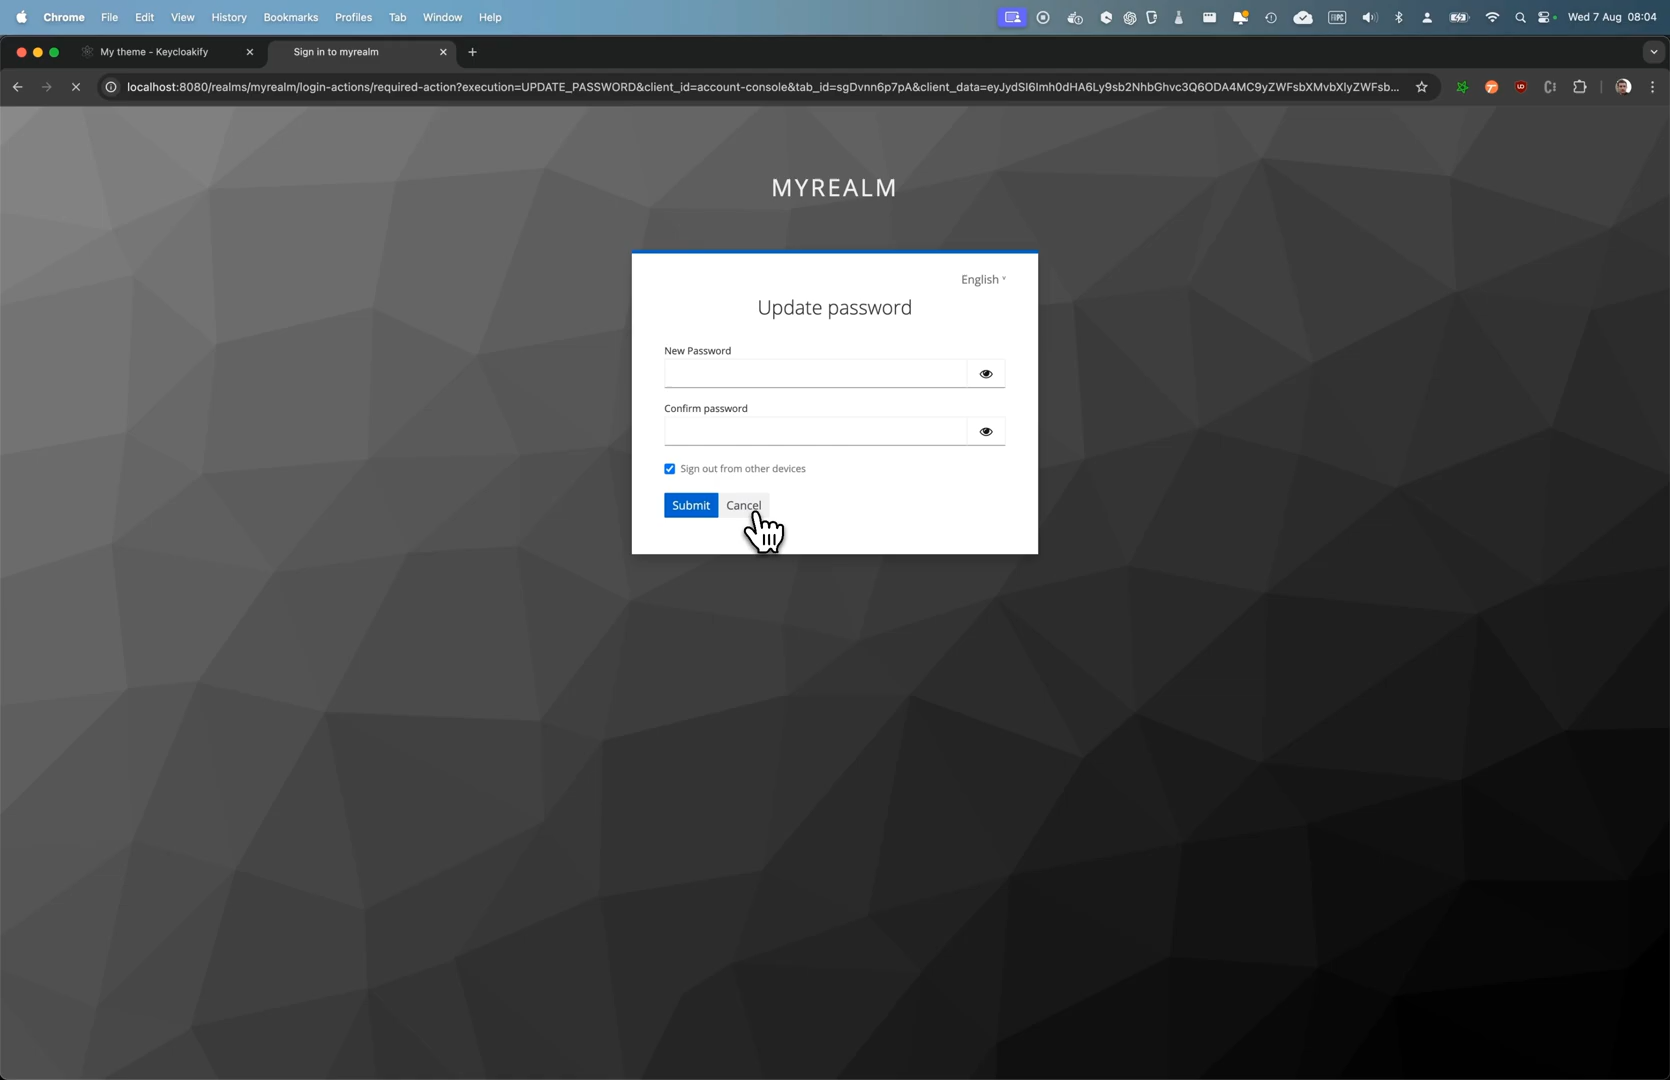 Chrome File Edit View History Bookmarks Profiles Tab Window Help Wed 7 Aug 08:04
My theme - Keycloakify Sign in to myrealm
localhost:8080/realms/myrealm/login-actions/required-action?execution=UPDATE_PASSWORD&client_id=account-console&tab_id=sgDvnn6p7pA&client_data=eyJydSI6Imh0dHA6Ly9sb2NhbGhvc3Q6ODA4MC9yZWFsbXMvbXlyZWFsb...
MYREALM
English
Update password
New Password
Confirm password
Sign out from other devices
Submit Cancel